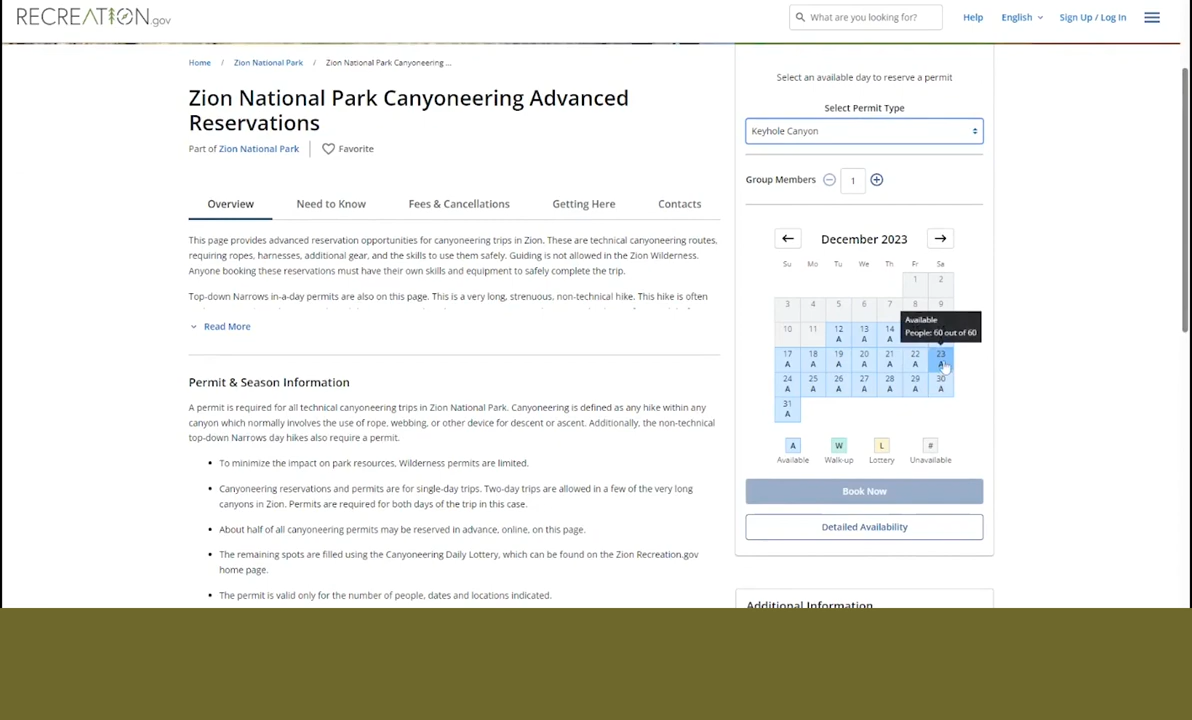 RECREATION.gov
What are you looking for?
Help
English
Sign Up / Log In
Home / Zion National Park / Zion National Park Canyoneering ...
Zion National Park Canyoneering Advanced
Reservations
Part of Zion National Park
Favorite
Overview
Need to Know
Fees & Cancellations
Getting Here
Contacts
This page provides advanced reservation opportunities for canyoneering trips in Zion. These are technical canyoneering routes,
requiring ropes, harnesses, additional gear, and the skills to use them safely. Guiding is not allowed in the Zion Wilderness.
Anyone booking these reservations must have their own skills and equipment to safely complete the trip.
Top-down Narrows in-a-day permits are also on this page. This is a very long, strenuous, non-technical hike. This hike is often
Read More
Permit & Season Information
A permit is required for all technical canyoneering trips in Zion National Park. Canyoneering is defined as any hike within any
canyon which normally involves the use of rope, webbing, or other device for descent or ascent. Additionally, the non-technical
top-down Narrows day hikes also require a permit.
• To minimize the impact on park resources, Wilderness permits are limited.
• Canyoneering reservations and permits are for single-day trips. Two-day trips are allowed in a few of the very long
canyons in Zion. Permits are required for both days of the trip in this case.
• About half of all canyoneering permits may be reserved in advance, online, on this page.
• The remaining spots are filled using the Canyoneering Daily Lottery, which can be found on the Zion Recreation.gov
home page.
• The permit is valid only for the number of people, dates and locations indicated.
Select an available day to reserve a permit
Select Permit Type
Keyhole Canyon
Group Members
1
December 2023
Su Mo Tu We Th Fr Sa
1 2
3 4 5 6 7 8 9
Available
People: 60 out of 60
10 11 12 13 14
A A A
17 18 19 20 21 22 23
A A A A A A A
24 25 26 27 28 29 30
A A A A A A A
31
A
A W L #
Available Walk-up Lottery Unavailable
Book Now
Detailed Availability
Additional Information